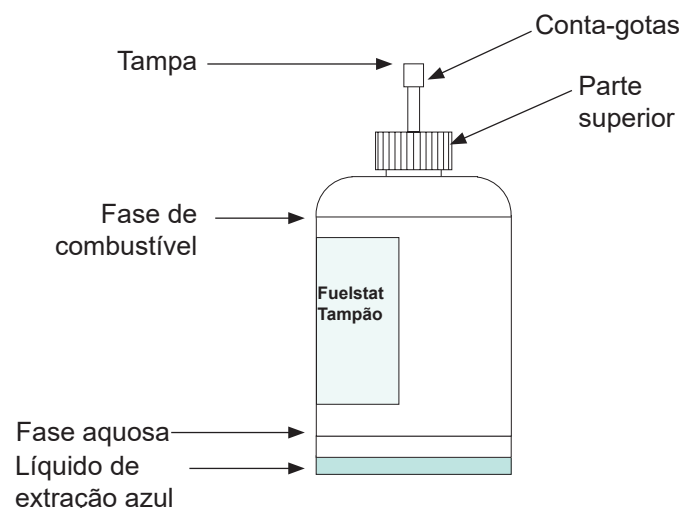 Conta-gotas
Tampa
Parte
superior
Fase de
combustível
Fuelstat
Tampão
Fase aquosa
Líquido de
extração azul